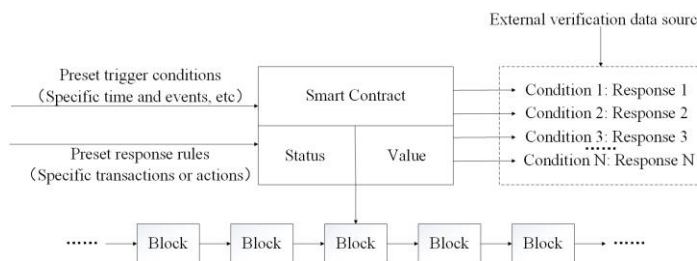 External verification data source
Preset trigger conditions
（Specific time and events, etc）
Smart Contract
Condition 1: Response 1
Condition 2: Response 2
Condition 3: Response 3
......
Condition N: Response N
Preset response rules
（Specific transactions or actions）
Status
Value
......
Block
Block
Block
Block
Block
......